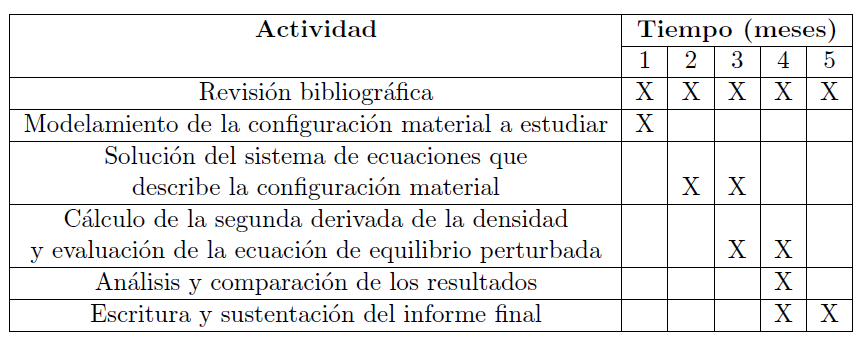 Actividad Tiempo (meses)
1 2 3 4 5
Revisión bibliográfica X X X X X
Modelamiento de la configuración material a estudiar X
Solución del sistema de ecuaciones que
describe la configuración material X X
Cálculo de la segunda derivada de la densidad
y evaluación de la ecuación de equilibrio perturbada X X
Análisis y comparación de los resultados X
Escritura y sustentación del informe final X X